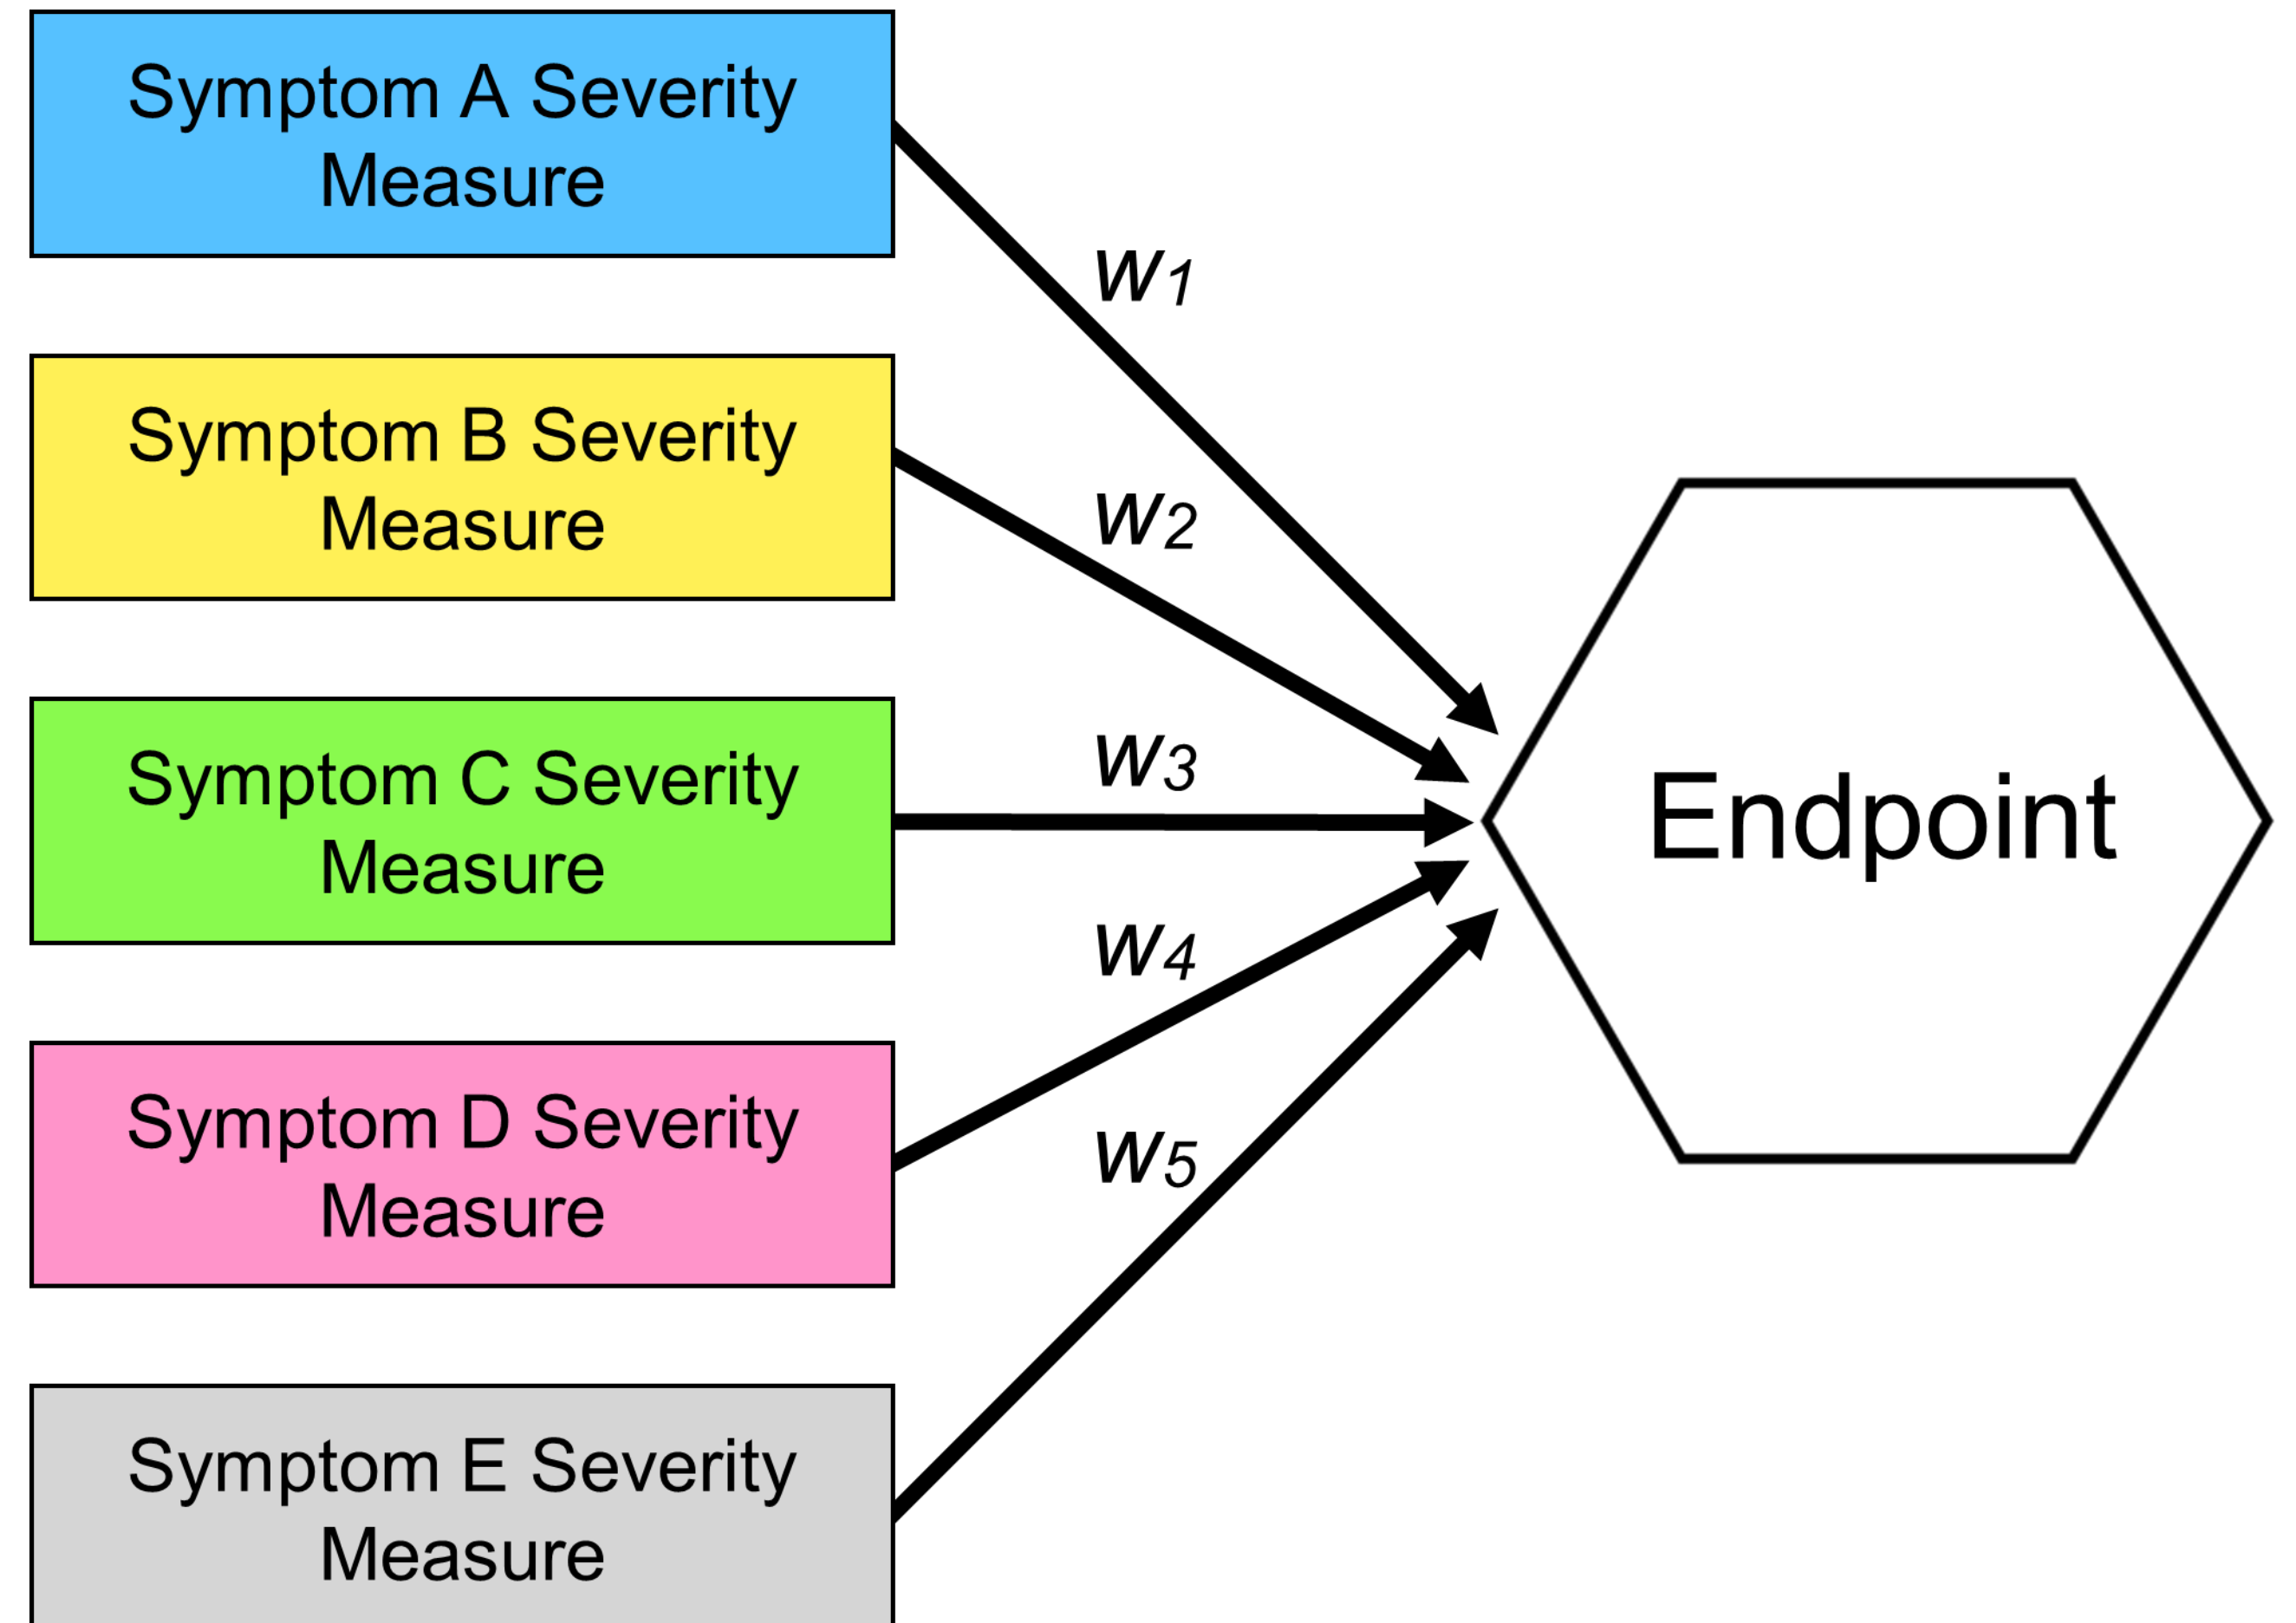 Symptom A Severity
Measure
w1
Symptom B Severity
Measure
w2
Symptom C Severity
Measure
w3
Endpoint
Symptom D Severity
Measure
w4
Symptom E Severity
Measure
w5